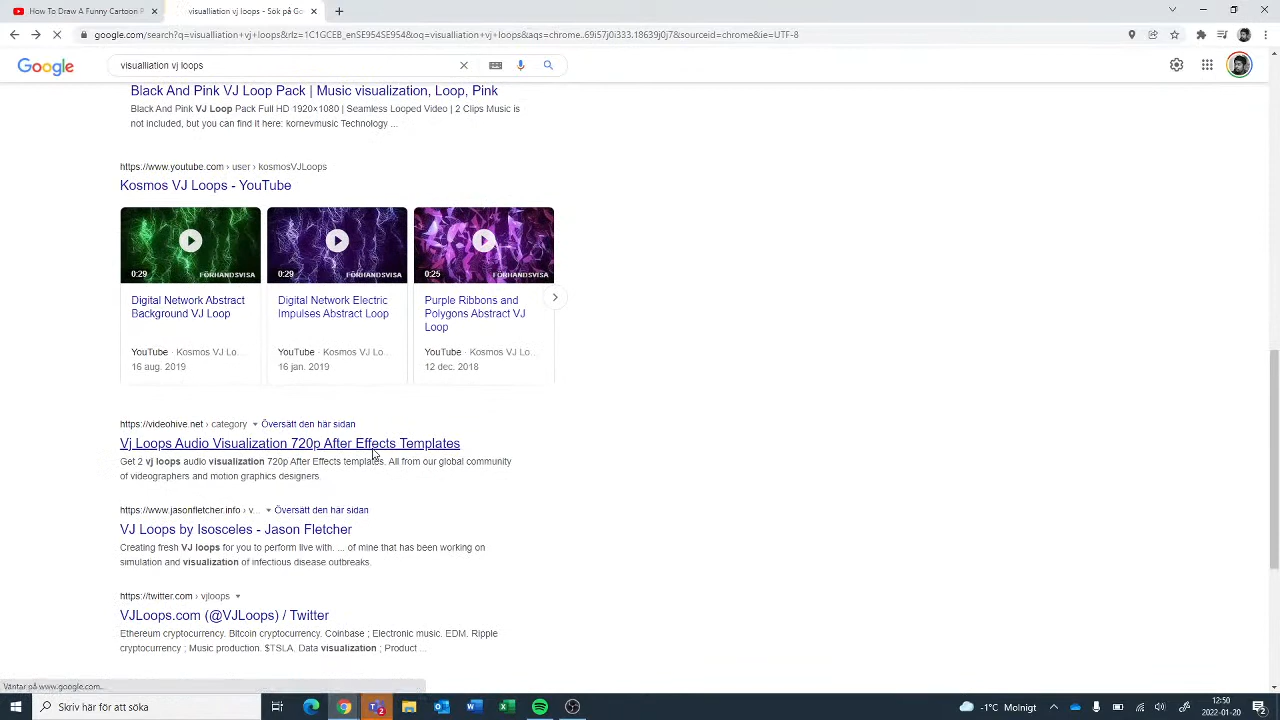 How To Draw A Funny Cartoon P
visualliation vj loops - Sök på Go
google.com/search?q=visualliation+vj+loops&rlz=1C1GCEB_enSE954SE954&oq=visualliation+vj+loops&aqs=chrome..69i57j0i333.18639j0j7&sourceid=chrome&ie=UTF-8
Google
visualliation vj loops
Black And Pink VJ Loop Pack | Music visualization, Loop, Pink
Black And Pink VJ Loop Pack Full HD 1920x1080 | Seamless Looped Video | 2 Clips Music is
not included, but you can find it here: kornevmusic Technology ...
https://www.youtube.com › user › kosmosVJLoops
Kosmos VJ Loops - YouTube
0:29 FÖRHANDSVISA
0:29 FÖRHANDSVISA
0:25 FÖRHANDSVISA
Digital Network Abstract
Background VJ Loop
YouTube · Kosmos VJ Lo...
16 aug. 2019
Digital Network Electric
Impulses Abstract Loop
YouTube · Kosmos VJ Lo...
16 jan. 2019
Purple Ribbons and
Polygons Abstract VJ
Loop
YouTube · Kosmos VJ Lo...
12 dec. 2018
https://videohive.net › category Översätt den här sidan
Vj Loops Audio Visualization 720p After Effects Templates
Get 2 vj loops audio visualization 720p After Effects templates. All from our global community
of videographers and motion graphics designers.
https://www.jasonfletcher.info › v... Översätt den här sidan
VJ Loops by Isosceles - Jason Fletcher
Creating fresh VJ loops for you to perform live with. ... of mine that has been working on
simulation and visualization of infectious disease outbreaks.
https://twitter.com › vjloops
VJLoops.com (@VJLoops) / Twitter
Ethereum cryptocurrency. Bitcoin cryptocurrency. Coinbase ; Electronic music. EDM. Ripple
cryptocurrency ; Music production. $TSLA. Data visualization ; Product ...
Väntar på www.google.com...
Skriv här för att söka
-1°C Molnigt
12:50
2022-01-20